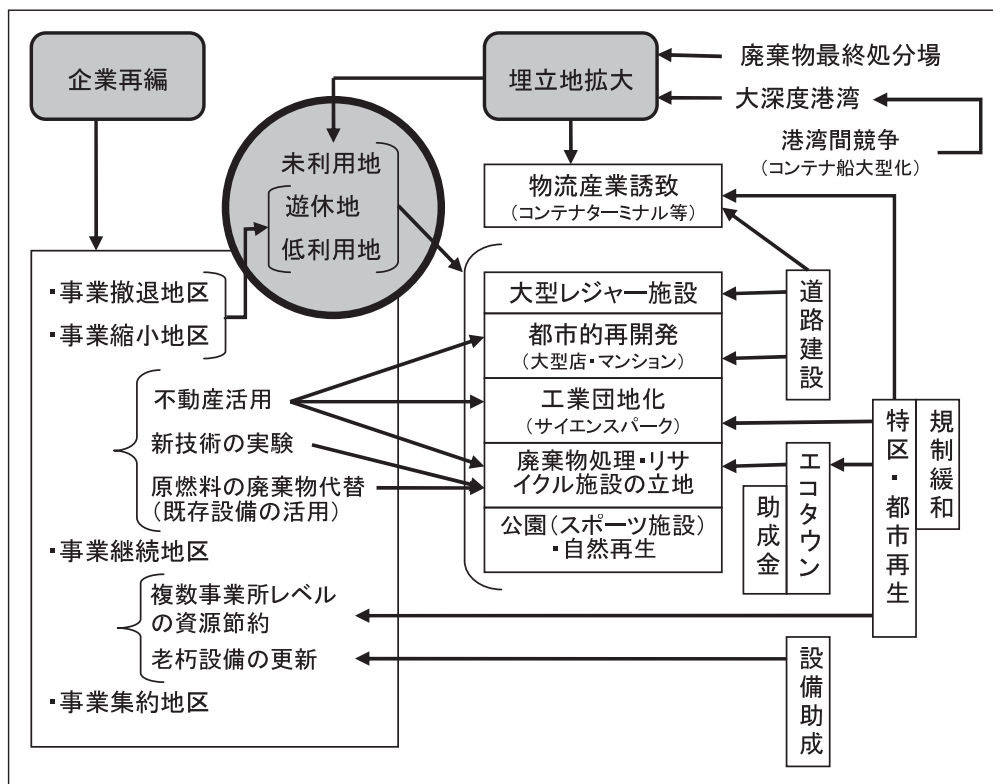 企業再編
埋立地拡大
廃棄物最終処分場
大深度港湾
港湾間競争
(コンテナ船大型化)
未利用地
遊休地
低利用地
物流産業誘致
(コンテナターミナル等)
・事業撤退地区
・事業縮小地区
大型レジャー施設
都市的再開発
(大型店・マンション)
工業団地化
(サイエンスパーク)
廃棄物処理・リサ
イクル施設の立地
公園(スポーツ施設)
・自然再生
道路建設
不動産活用
新技術の実験
原燃料の廃棄物代替
(既存設備の活用)
特区・都市再生
規制緩和
エコタウン
助成金
・事業継続地区
複数事業所レベル
の資源節約
老朽設備の更新
・事業集約地区
設備助成